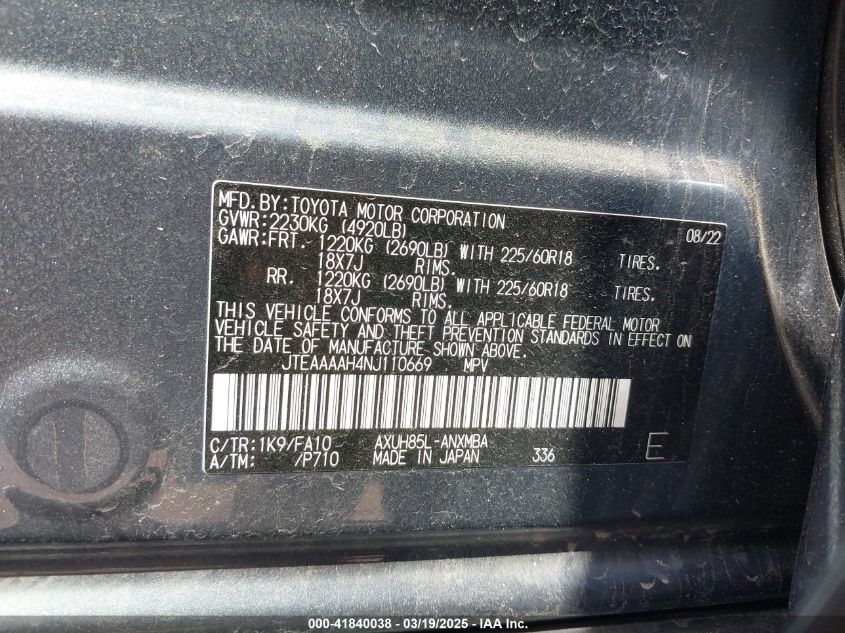 MFD.BY:TOYOTA MOTOR CORPORATION 08/22
GVWR:2230KG (4920LB)
GAWR:FRT. 1220KG (2690LB) WITH 225/60R18 TIRES.
18X7J RIMS.
RR. 1220KG (2690LB) WITH 225/60R18 TIRES.
18X7J RIMS.
THIS VEHICLE CONFORMS TO ALL APPLICABLE FEDERAL MOTOR
VEHICLE SAFETY AND THEFT PREVENTION STANDARDS IN EFFECT ON
THE DATE OF MANUFACTURE SHOWN ABOVE.
JTEAAAAH4NJ110669 MPV
C/TR:1K9/FA10 AXUH85L-ANXMBA
A/TM: /P710 MADE IN JAPAN 336 E
000-41840038 - 03/19/2025 - IAA Inc.